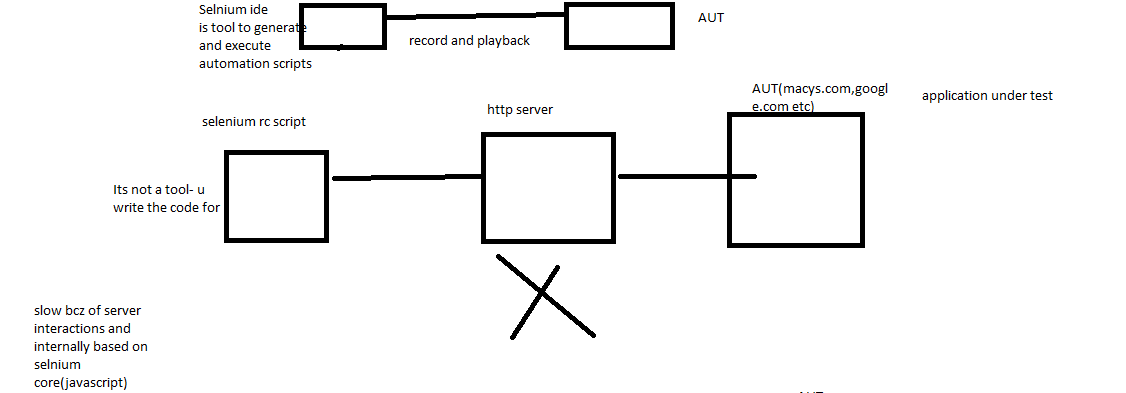 Selnium ide
is tool to generate
and execute
automation scripts
record and playback
AUT
selenium rc script
http server
AUT(macys.com,googl
e.com etc)
application under test
Its not a tool- u
write the code for
slow bcz of server
interactions and
internally based on
selnium
core(javascript)